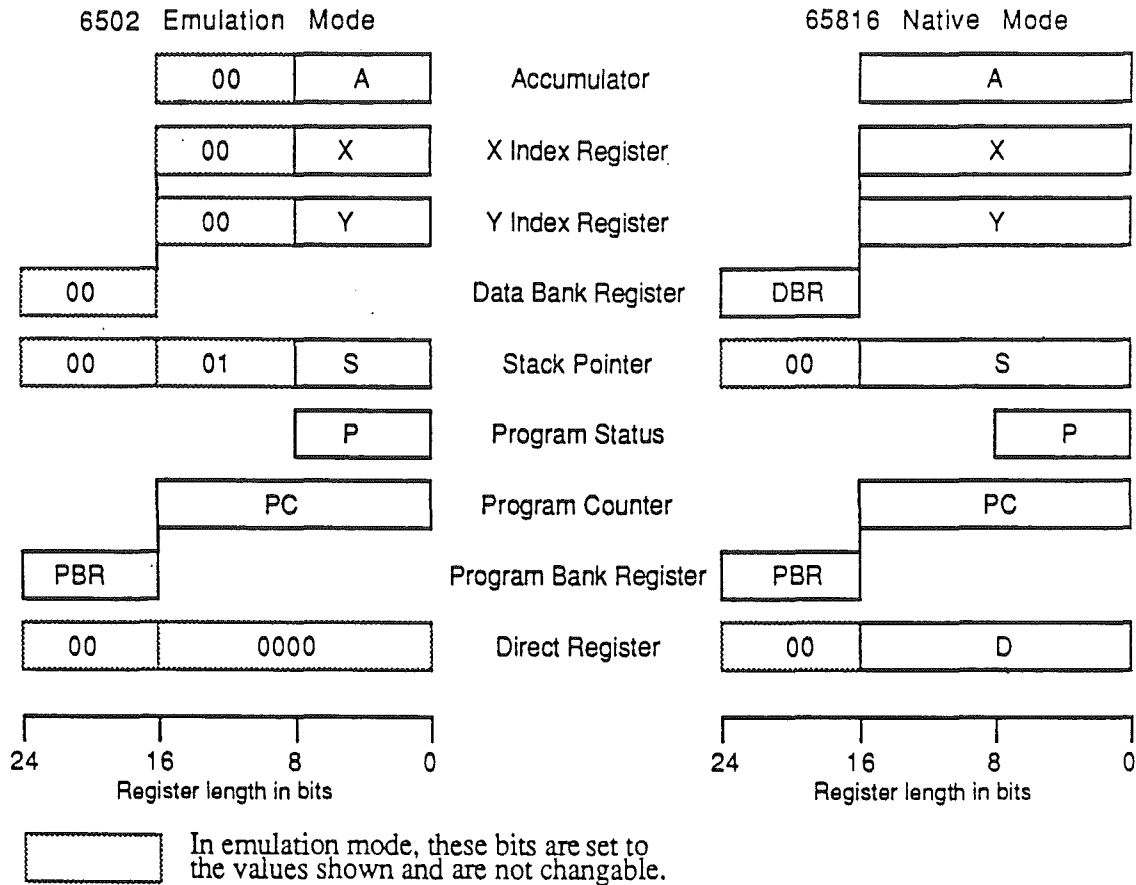 6502 Emulation Mode
65816 Native Mode
00 A Accumulator A
00 X X Index Register X
00 Y Y Index Register Y
00 Data Bank Register DBR
00 01 S Stack Pointer 00 S
P Program Status P
PC Program Counter PC
PBR Program Bank Register PBR
00 0000 Direct Register 00 D
24 16 8 0
24 16 8 0
Register length in bits
Register length in bits
In emulation mode, these bits are set to
the values shown and are not changable.